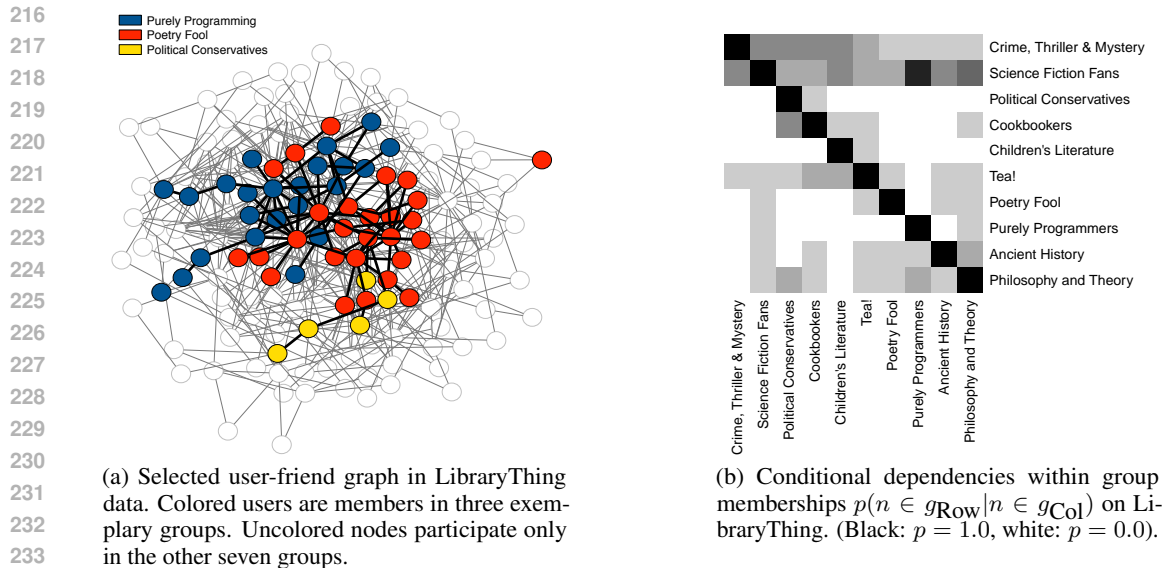 216
217
218
219
220
221
222
223
224
225
226
227
228
229
230
231
232
233
Purely Programming
Poetry Fool
Political Conservatives
(a) Selected user-friend graph in LibraryThing
data. Colored users are members in three exem-
plary groups. Uncolored nodes participate only
in the other seven groups.
Crime, Thriller & Mystery
Science Fiction Fans
Political Conservatives
Cookbookers
Children's Literature
Tea!
Poetry Fool
Purely Programmers
Ancient History
Philosophy and Theory
Crime, Thriller & Mystery
Science Fiction Fans
Political Conservatives
Cookbookers
Children's Literature
Tea!
Poetry Fool
Purely Programmers
Ancient History
Philosophy and Theory
(b) Conditional dependencies within group
memberships p(n ∈ gRow|n ∈ gCol) on Li-
braryThing. (Black: p = 1.0, white: p = 0.0).